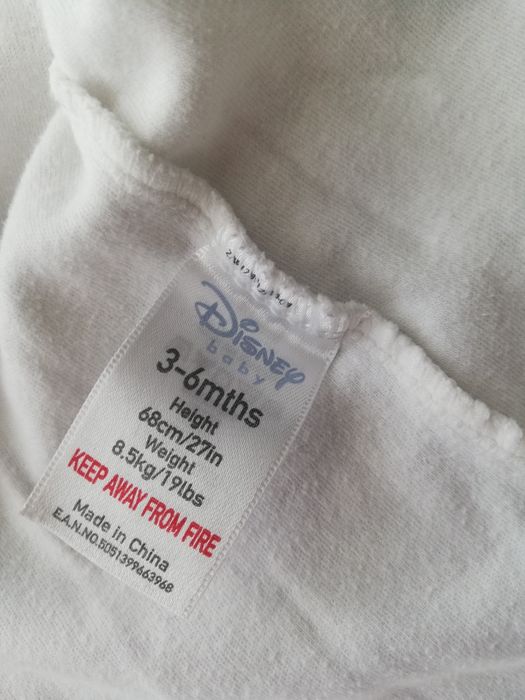 Disney
baby
3-6mths
Height
68cm/27in
Weight
8.5kg/19lbs
KEEP AWAY FROM FIRE
Made in China
E.A.N.NO.5051399663968